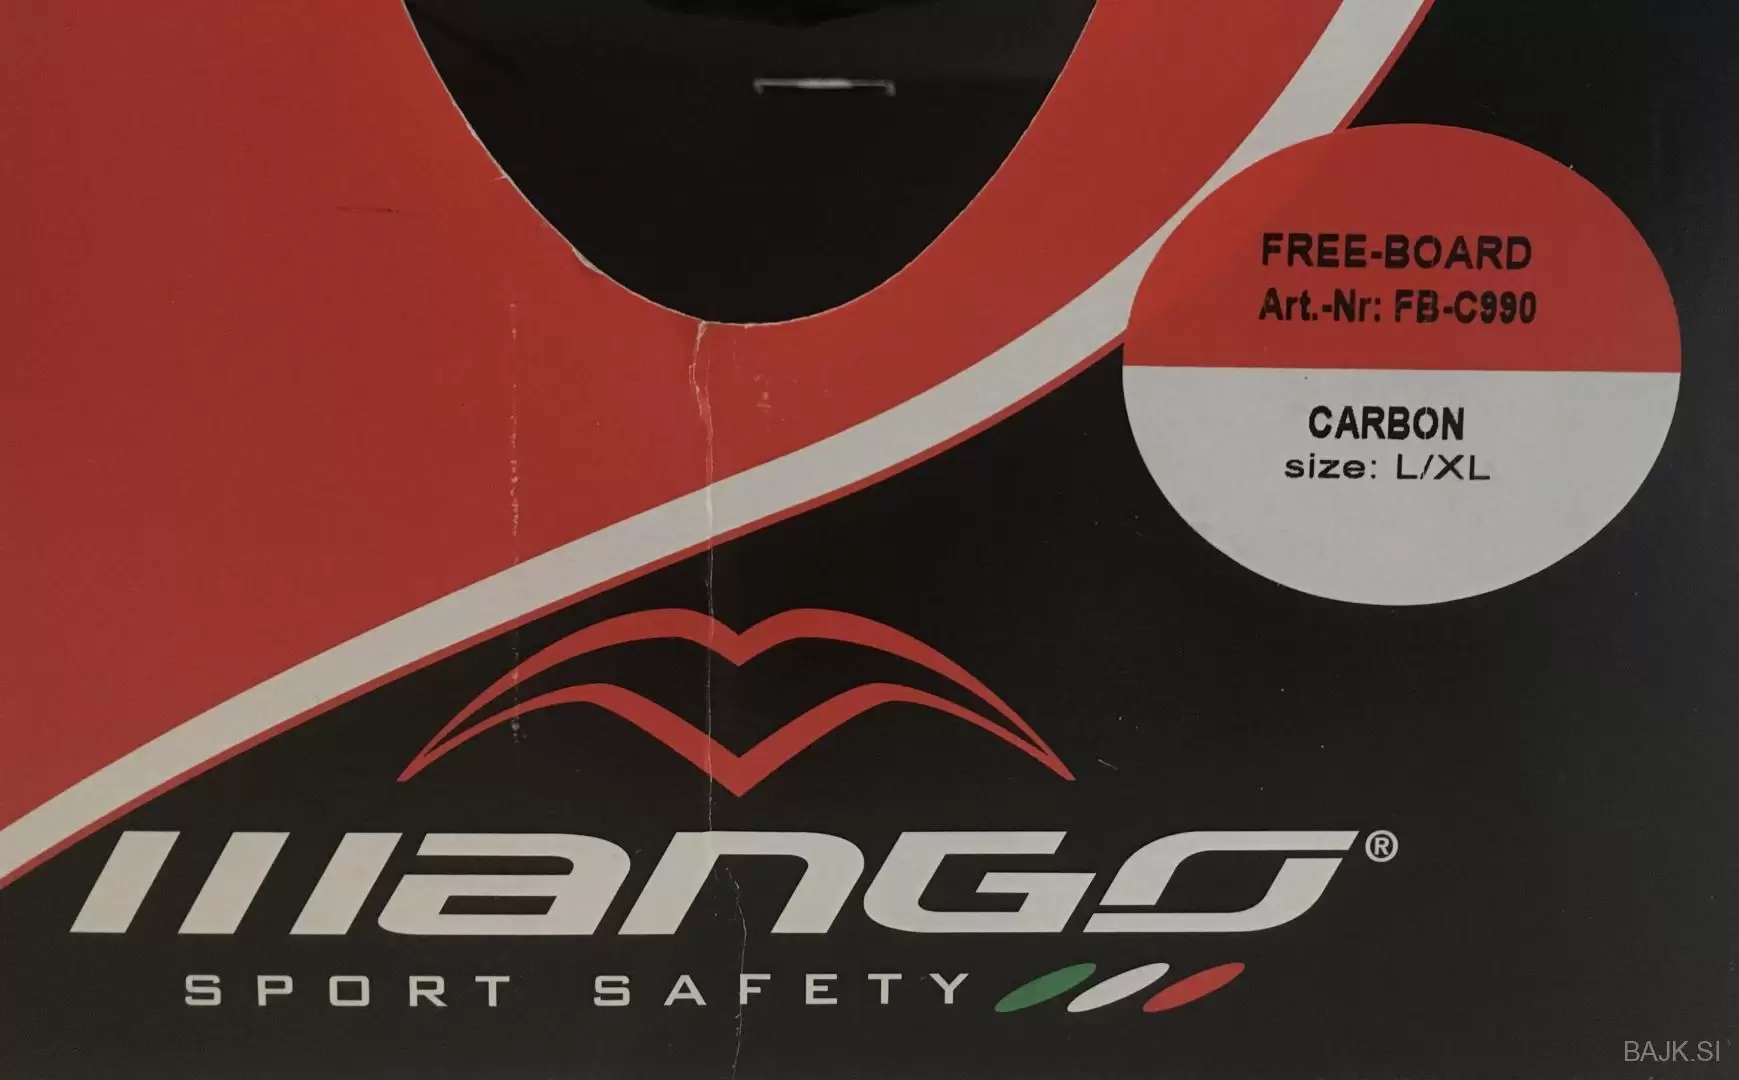 FREE-BOARD
Art.-Nr: FB-C990
CARBON
size: L/XL
mango®
SPORT SAFETY
BAJK.SI